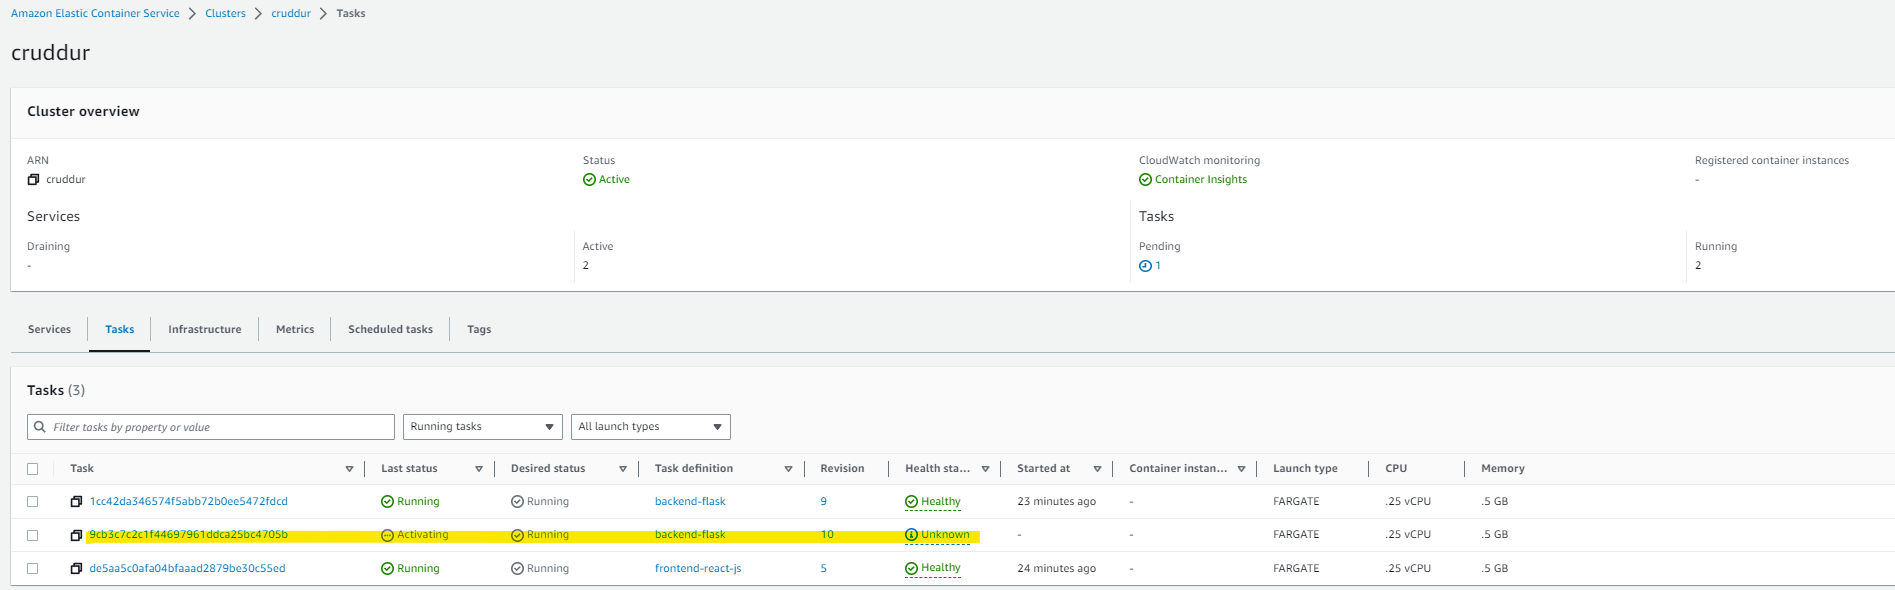 Amazon Elastic Container Service > Clusters > cruddur > Tasks
cruddur
Cluster overview
ARN Status CloudWatch monitoring Registered container instances
cruddur Active Container Insights -
Services Tasks
Draining Active Pending Running
- 2 1 2
Services Tasks Infrastructure Metrics Scheduled tasks Tags
Tasks (3)
Filter tasks by property or value Running tasks All launch types
Task Last status Desired status Task definition Revision Health sta... Started at Container instan... Launch type CPU Memory
1cc42da346574f5abb72b0ee5472fdcd Running Running backend-flask 9 Healthy 23 minutes ago - FARGATE .25 vCPU .5 GB
9cb3c7c2c1f44697961ddca25bc4705b Activating Running backend-flask 10 Unknown - - FARGATE .25 vCPU .5 GB
de5aa5c0afa04bfaaad2879be30c55ed Running Running frontend-react-js 5 Healthy 24 minutes ago - FARGATE .25 vCPU .5 GB